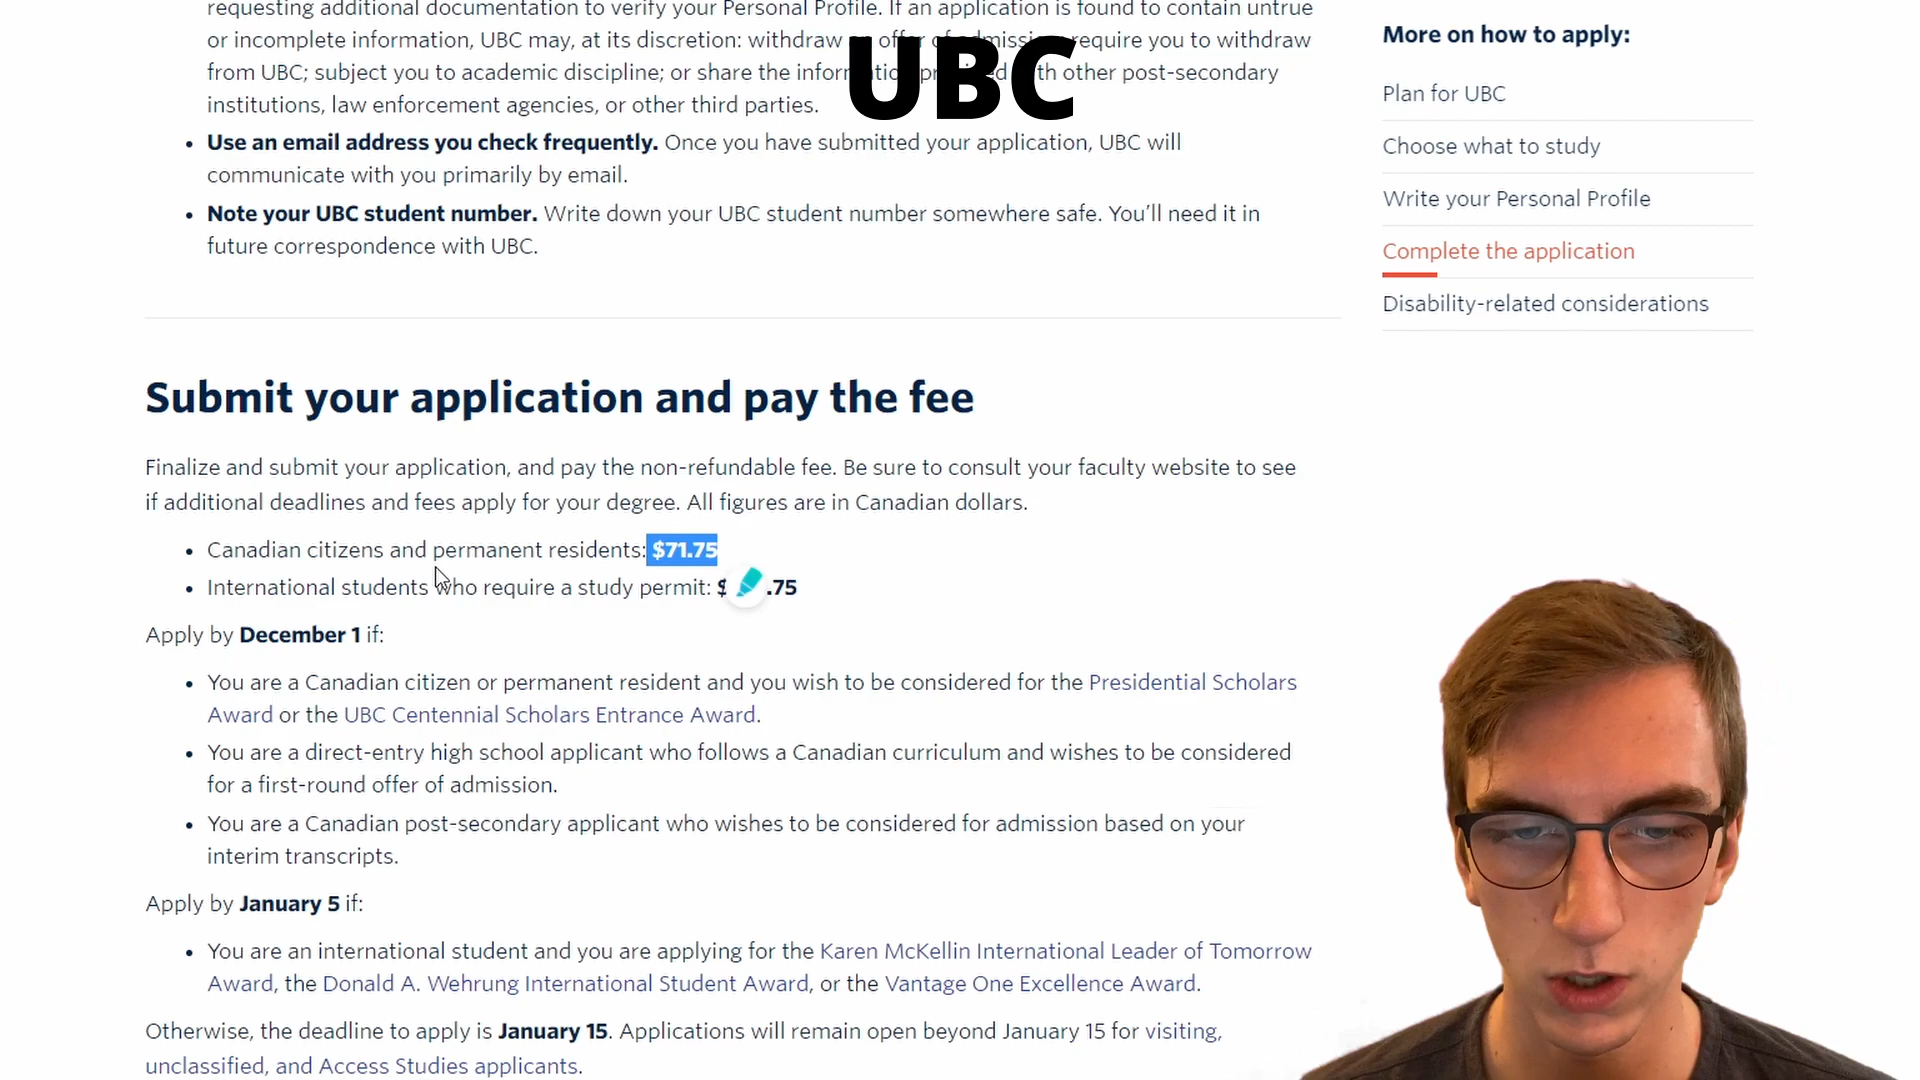 requesting additional documentation to verify your Personal Profile. If an application is found to contain untrue
or incomplete information, UBC may, at its discretion: withdraw an offer of admission; require you to withdraw
from UBC; subject you to academic discipline; or share the information provided with other post-secondary
institutions, law enforcement agencies, or other third parties.
UBC
• Use an email address you check frequently. Once you have submitted your application, UBC will
communicate with you primarily by email.
• Note your UBC student number. Write down your UBC student number somewhere safe. You’ll need it in
future correspondence with UBC.
Submit your application and pay the fee
Finalize and submit your application, and pay the non-refundable fee. Be sure to consult your faculty website to see
if additional deadlines and fees apply for your degree. All figures are in Canadian dollars.
• Canadian citizens and permanent residents: $71.75
• International students who require a study permit: $ .75
Apply by December 1 if:
• You are a Canadian citizen or permanent resident and you wish to be considered for the Presidential Scholars
Award or the UBC Centennial Scholars Entrance Award.
• You are a direct-entry high school applicant who follows a Canadian curriculum and wishes to be considered
for a first-round offer of admission.
• You are a Canadian post-secondary applicant who wishes to be considered for admission based on your
interim transcripts.
Apply by January 5 if:
• You are an international student and you are applying for the Karen McKellin International Leader of Tomorrow
Award, the Donald A. Wehrung International Student Award, or the Vantage One Excellence Award.
Otherwise, the deadline to apply is January 15. Applications will remain open beyond January 15 for visiting,
unclassified, and Access Studies applicants.
More on how to apply:
Plan for UBC
Choose what to study
Write your Personal Profile
Complete the application
Disability-related considerations